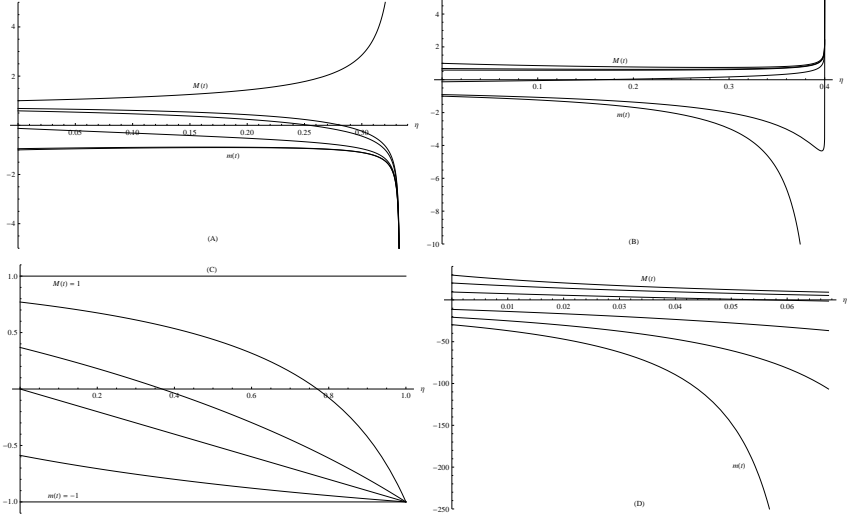 4
2
-2
-4
0.05
0.10
0.15
0.20
0.25
0.30
η
M(t)
m(t)
(A)
4
2
-2
-4
-6
-8
-10
0.1
0.2
0.3
0.4
η
M(t)
m(t)
(B)
(C)
1.0
0.5
-0.5
-1.0
0.2
0.4
0.6
0.8
1.0
η
M(t) = 1
m(t) = -1
-50
-100
-150
-200
-250
0.01
0.02
0.03
0.04
0.05
0.06
η
M(t)
m(t)
(D)